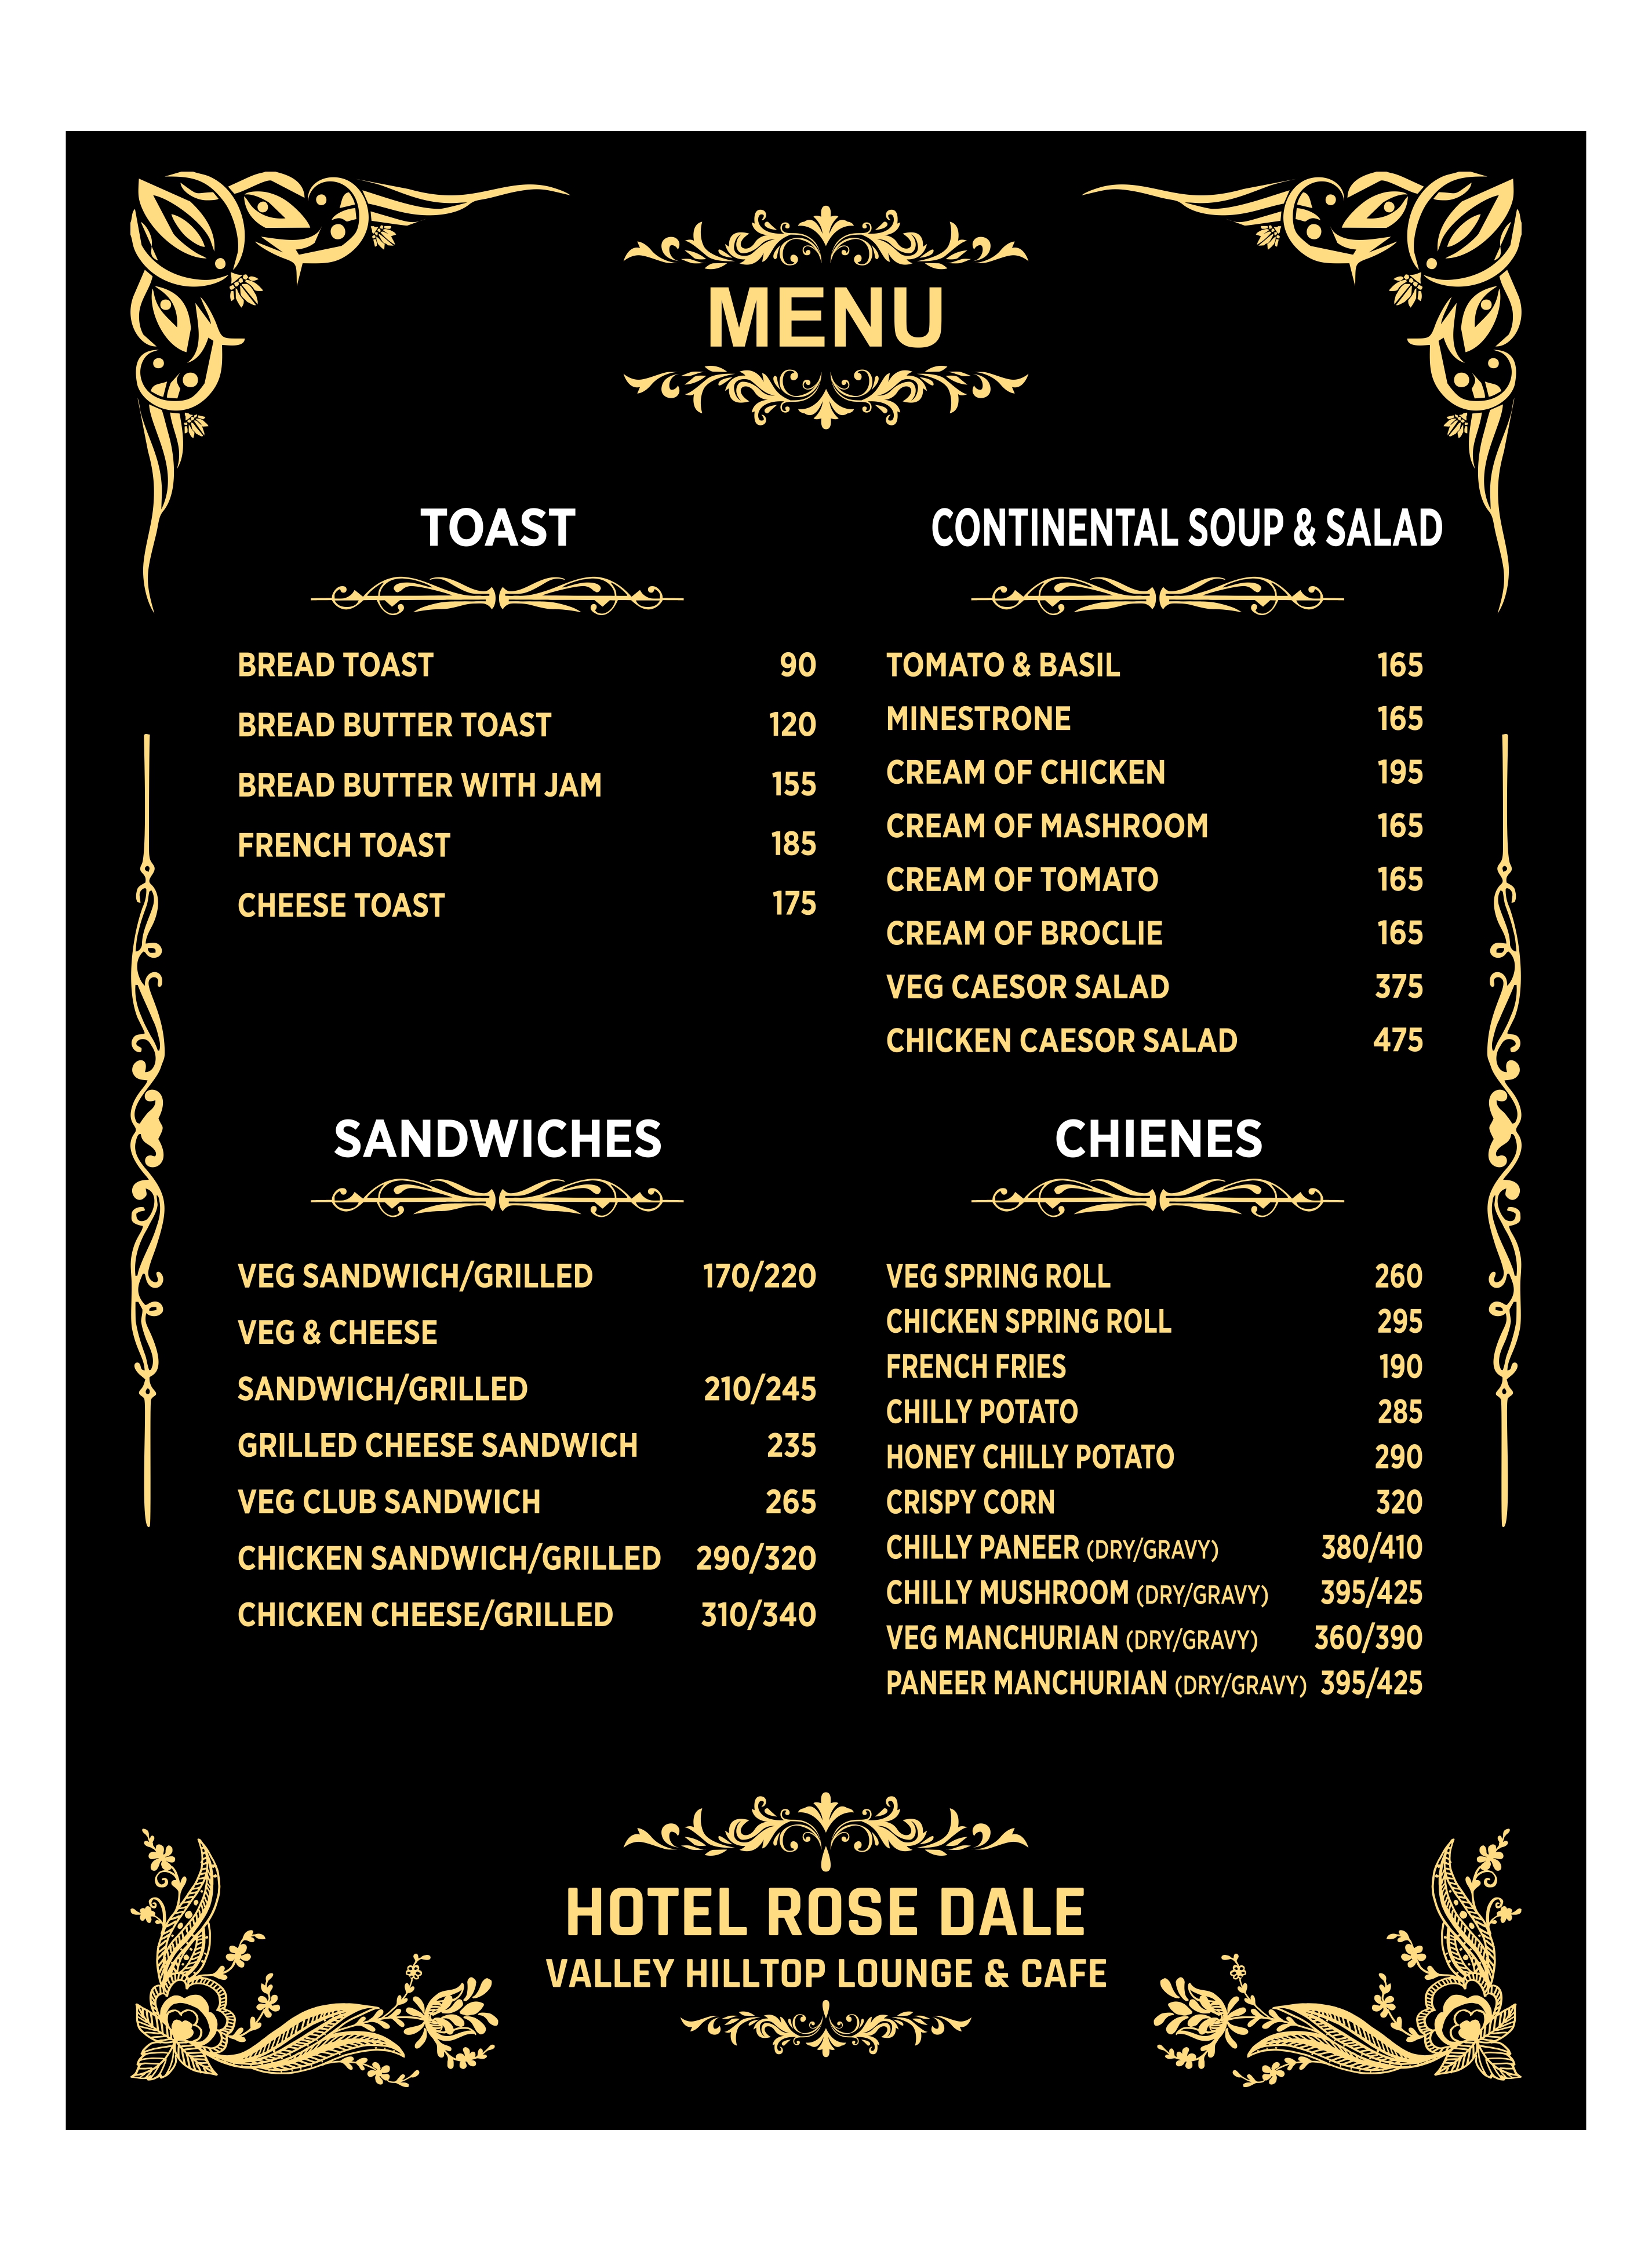 MENU
TOAST
BREAD TOAST 90
BREAD BUTTER TOAST 120
BREAD BUTTER WITH JAM 155
FRENCH TOAST 185
CHEESE TOAST 175
CONTINENTAL SOUP & SALAD
TOMATO & BASIL 165
MINESTRONE 165
CREAM OF CHICKEN 195
CREAM OF MASHROOM 165
CREAM OF TOMATO 165
CREAM OF BROCLIE 165
VEG CAESOR SALAD 375
CHICKEN CAESOR SALAD 475
SANDWICHES
VEG SANDWICH/GRILLED 170/220
VEG & CHEESE
SANDWICH/GRILLED 210/245
GRILLED CHEESE SANDWICH 235
VEG CLUB SANDWICH 265
CHICKEN SANDWICH/GRILLED 290/320
CHICKEN CHEESE/GRILLED 310/340
CHIENES
VEG SPRING ROLL 260
CHICKEN SPRING ROLL 295
FRENCH FRIES 190
CHILLY POTATO 285
HONEY CHILLY POTATO 290
CRISPY CORN 320
CHILLY PANEER (DRY/GRAVY) 380/410
CHILLY MUSHROOM (DRY/GRAVY) 395/425
VEG MANCHURIAN (DRY/GRAVY) 360/390
PANEER MANCHURIAN (DRY/GRAVY) 395/425
HOTEL ROSE DALE
VALLEY HILLTOP LOUNGE & CAFE